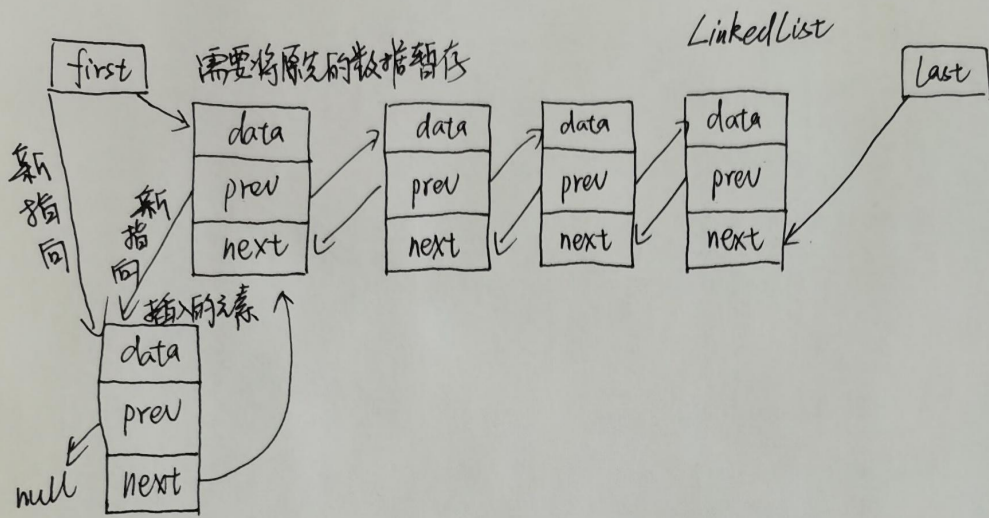 LinkedList
first
需要将原先的数据暂存
last
data
prev
next
data
prev
next
data
prev
next
data
prev
next
新指向
新指向
插入的元素
data
prev
next
null